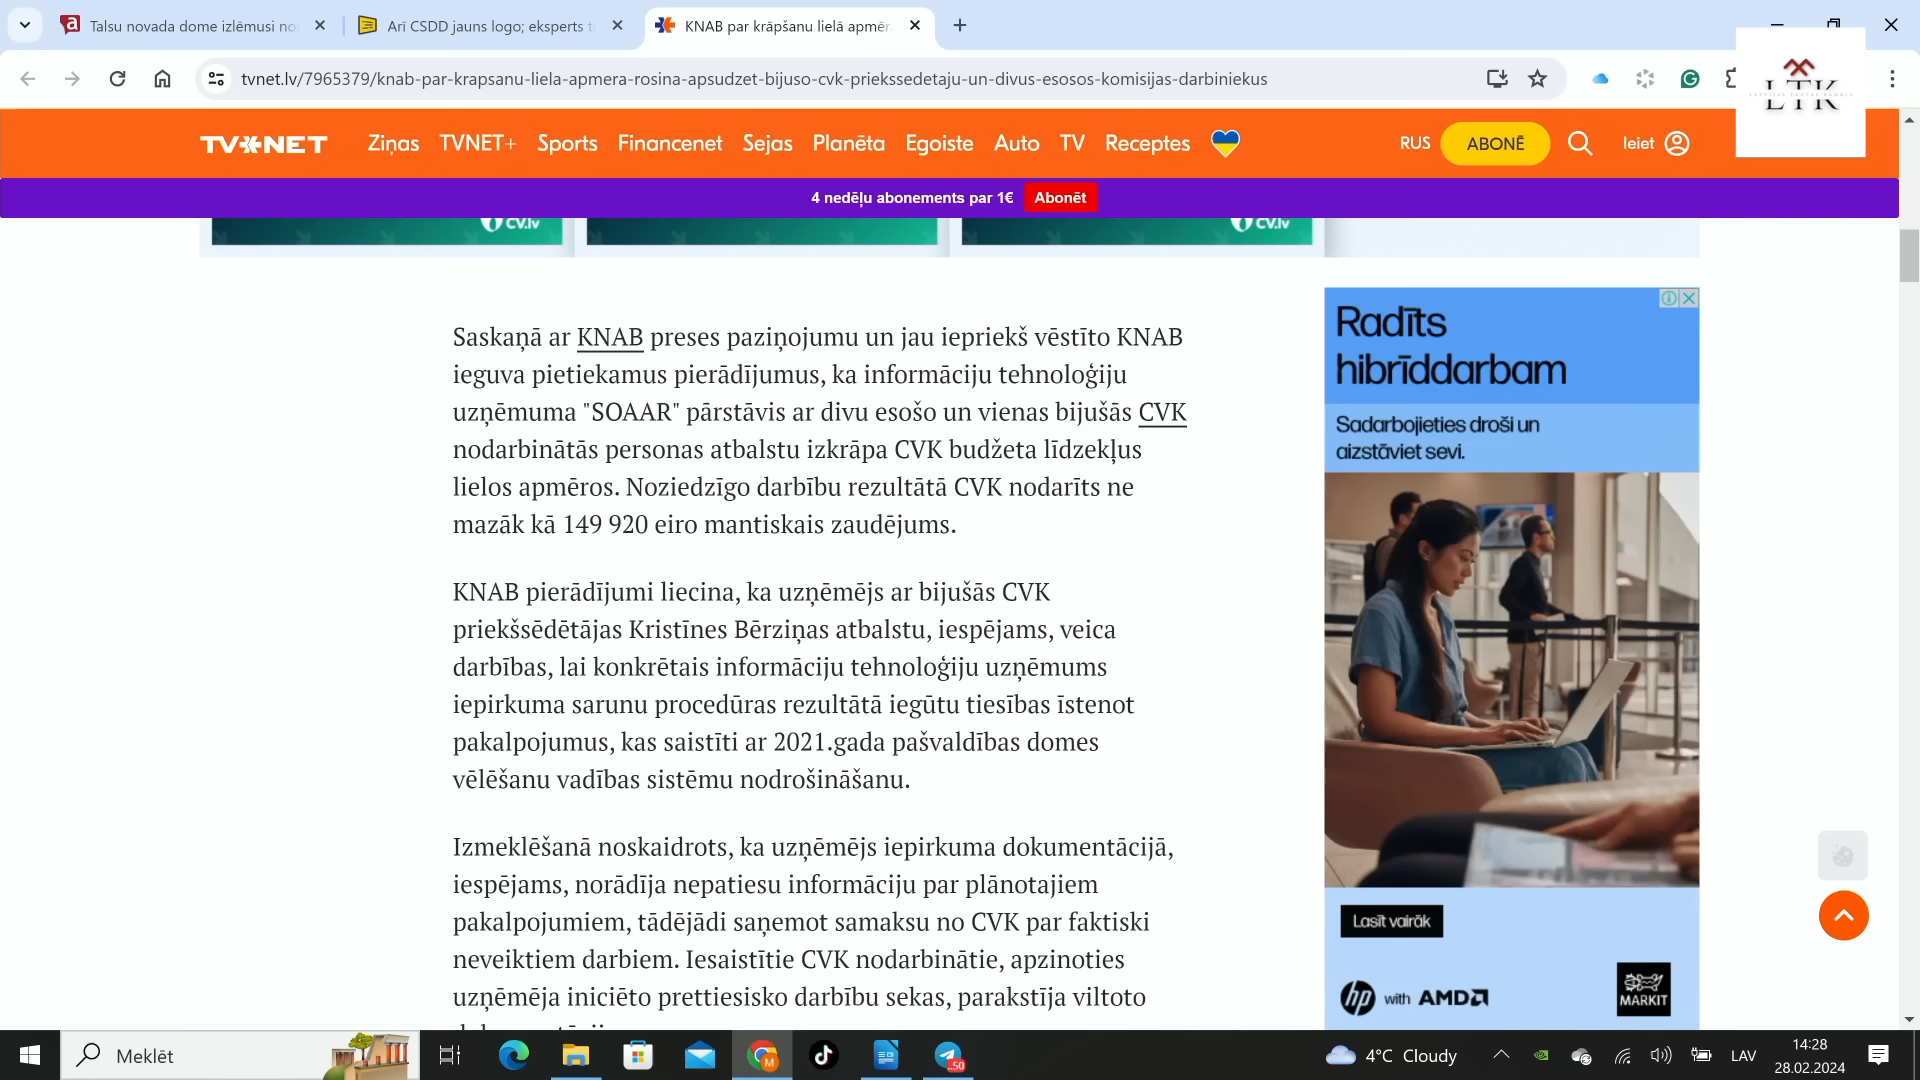 Talsu novada dome izlēmusi no
Arī CSDD jauns logo; eksperts t
KNAB par krāpšanu lielā apmēr
tvnet.lv/7965379/knab-par-krapsanu-liela-apmera-rosina-apsudzet-bijuso-cvk-priekssedetaju-un-divus-esosos-komisijas-darbiniekus
LTK
TVNET Ziņas TVNET+ Sports Financenet Sejas Planēta Egoiste Auto TV Receptes RUS ABONĒ Ieiet
4 nedēļu abonements par 1€ Abonēt
CV.lv CV.lv
Saskaņā ar KNAB preses paziņojumu un jau iepriekš vēstīto KNAB
ieguva pietiekamus pierādījumus, ka informāciju tehnoloģiju
uzņēmuma "SOAAR" pārstāvis ar divu esošo un vienas bijušās CVK
nodarbinātās personas atbalstu izkrāpa CVK budžeta līdzekļus
lielos apmēros. Noziedzīgo darbību rezultātā CVK nodarīts ne
mazāk kā 149 920 eiro mantiskais zaudējums.
KNAB pierādījumi liecina, ka uzņēmējs ar bijušās CVK
priekšsēdētājas Kristīnes Bērziņas atbalstu, iespējams, veica
darbības, lai konkrētais informāciju tehnoloģiju uzņēmums
iepirkuma sarunu procedūras rezultātā iegūtu tiesības īstenot
pakalpojumus, kas saistīti ar 2021.gada pašvaldības domes
vēlēšanu vadības sistēmu nodrošināšanu.
Izmeklēšanā noskaidrots, ka uzņēmējs iepirkuma dokumentācijā,
iespējams, norādīja nepatiesu informāciju par plānotajiem
pakalpojumiem, tādējādi saņemot samaksu no CVK par faktiski
neveiktiem darbiem. Iesaistītie CVK nodarbinātie, apzinoties
uzņēmēja iniciēto prettiesisko darbību sekas, parakstīja viltoto
Radīts
hibrīddarbam
Sadarbojieties droši un
aizstāviet sevi.
Lasīt vairāk
hp with AMD MARKIT
Meklēt
50
4°C Cloudy
LAV
14:28
28.02.2024